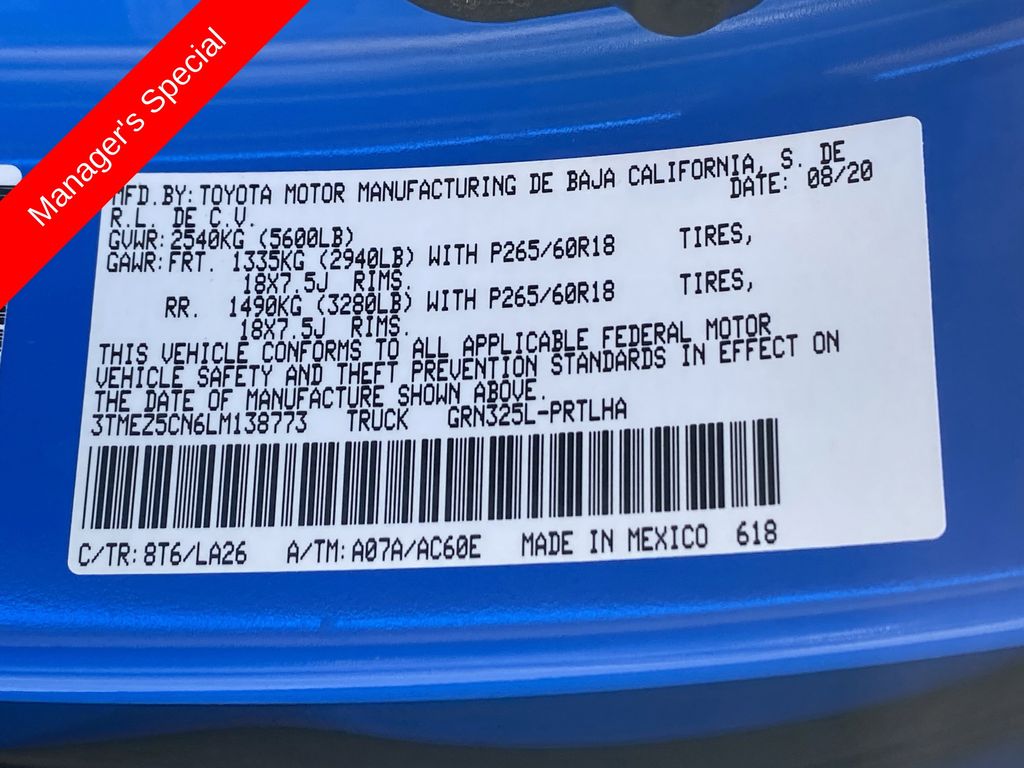 Manager's Special
MFD.BY: TOYOTA MOTOR MANUFACTURING DE BAJA CALIFORNIA, S. DE
R.L. DE C.V. DATE: 08/20
GVWR: 2540KG (5600LB)
GAWR: FRT. 1335KG (2940LB) WITH P265/60R18 TIRES,
18X7.5J RIMS.
RR. 1490KG (3280LB) WITH P265/60R18 TIRES,
18X7.5J RIMS.
THIS VEHICLE CONFORMS TO ALL APPLICABLE FEDERAL MOTOR
VEHICLE SAFETY AND THEFT PREVENTION STANDARDS IN EFFECT ON
THE DATE OF MANUFACTURE SHOWN ABOVE.
3TMEZ5CN6LM138773 TRUCK GRN325L-PRTLHA
C/TR: 8T6/LA26 A/TM: A07A/AC60E MADE IN MEXICO 618